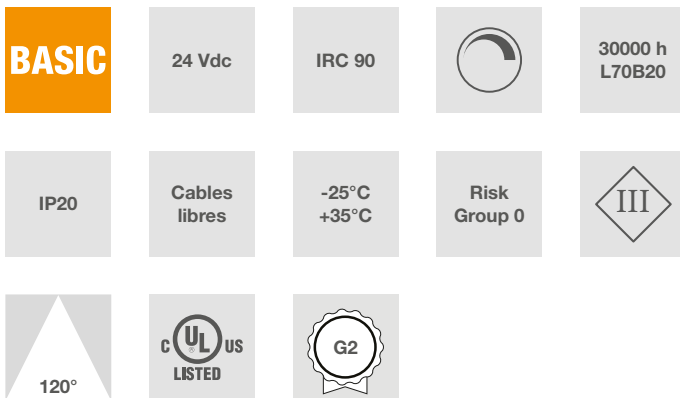 BASIC
24 Vdc
IRC 90
30000 h
L70B20
IP20
Cables
libres
-25°C
+35°C
Risk
Group 0
III
120°
C UL US
®
LISTED
G2